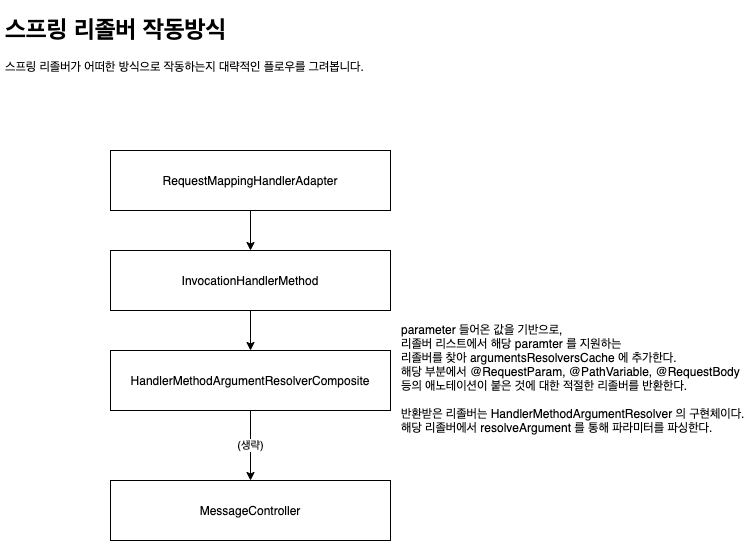 스프링 리졸버 작동방식
스프링 리졸버가 어떠한 방식으로 작동하는지 대략적인 플로우를 그려봅니다.
RequestMappingHandlerAdapter
InvocationHandlerMethod
parameter 들어온 값을 기반으로,
리졸버 리스트에서 해당 paramter 를 지원하는
리졸버를 찾아 argumentsResolversCache 에 추가한다.
해당 부분에서 @RequestParam, @PathVariable, @RequestBody
등의 애노테이션이 붙은 것에 대한 적절한 리졸버를 반환한다.
반환받은 리졸버는 HandlerMethodArgumentResolver 의 구현체이다.
해당 리졸버에서 resolveArgument 를 통해 파라미터를 파싱한다.
HandlerMethodArgumentResolverComposite
(생략)
MessageController